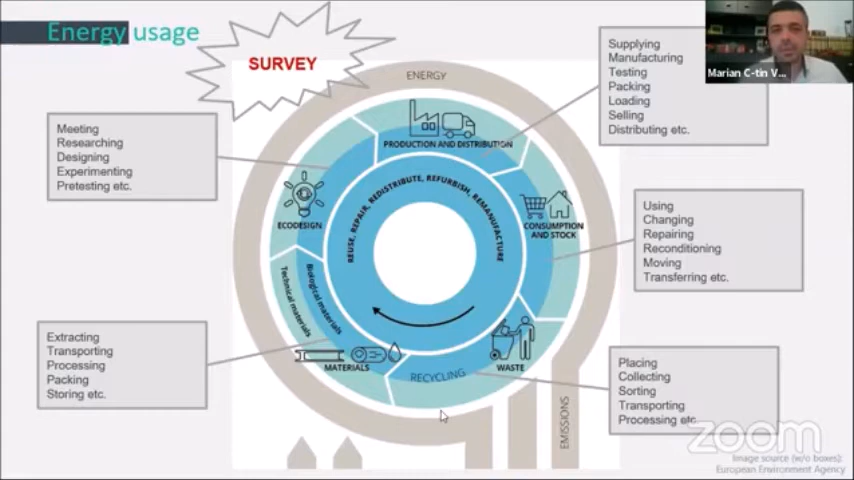 Energy usage
SURVEY
Marian C-tin V...
Supplying
Manufacturing
Testing
Packing
Loading
Selling
Distributing etc.
Meeting
Researching
Designing
Experimenting
Pretesting etc.
ENERGY
PRODUCTION AND DISTRIBUTION
REUSE, REPAIR, REDISTRIBUTE, REFURBISH, REMANUFACTURE
ECODESIGN
CONSUMPTION
AND STOCK
Using
Changing
Repairing
Reconditioning
Moving
Transferring etc.
Technical materials
Biological materials
MATERIALS
RECYCLING
WASTE
EMISSIONS
Extracting
Transporting
Processing
Packing
Storing etc.
Placing
Collecting
Sorting
Transporting
Processing etc.
zoom
Image source (w/o boxes):
European Environment Agency